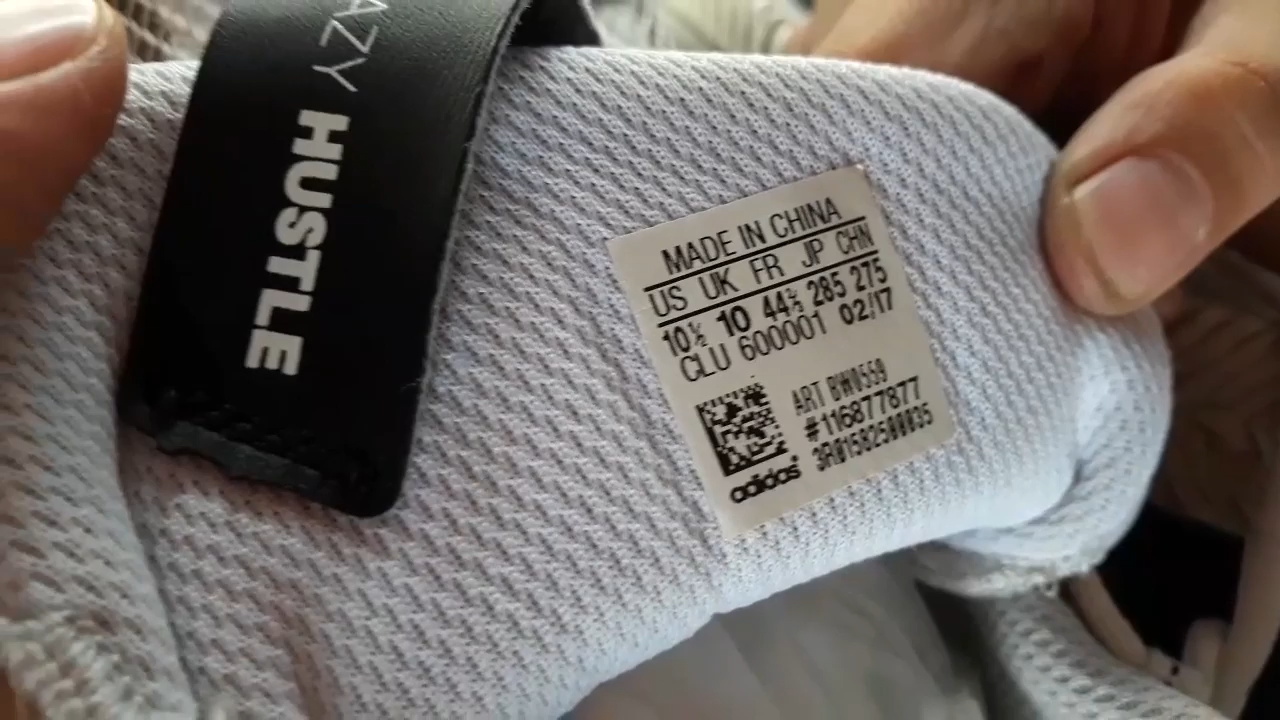 AZY HUSTLE
MADE IN CHINA
US UK FR JP CHN
10½ 10 44⅔ 285 275
CLU 600001 02/17
ART BW0559
#116877877
3R01582500035
adidas